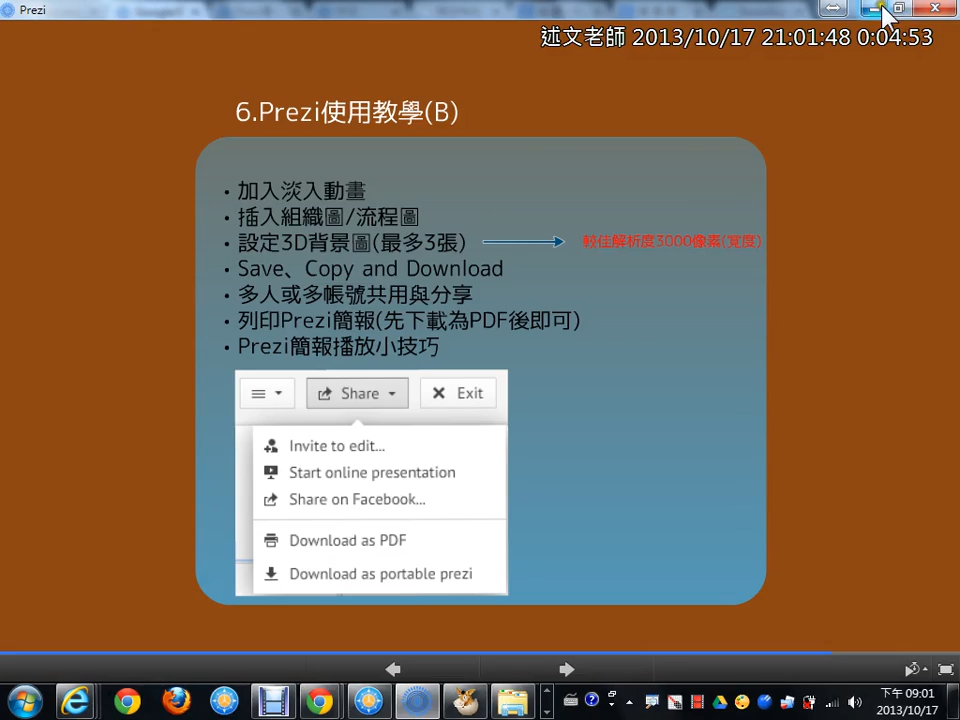 Prezi
述文老師 2013/10/17 21:01:48 0:04:53
6.Prezi使用教學(B)
• 加入淡入動畫
• 插入組織圖/流程圖
• 設定3D背景圖(最多3張)
較佳解析度3000像素(寬度)
• Save、Copy and Download
• 多人或多帳號共用與分享
• 列印Prezi簡報(先下載為PDF後即可)
• Prezi簡報播放小技巧
Share
Exit
Invite to edit...
Start online presentation
Share on Facebook...
Download as PDF
Download as portable prezi
下午 09:01
2013/10/17